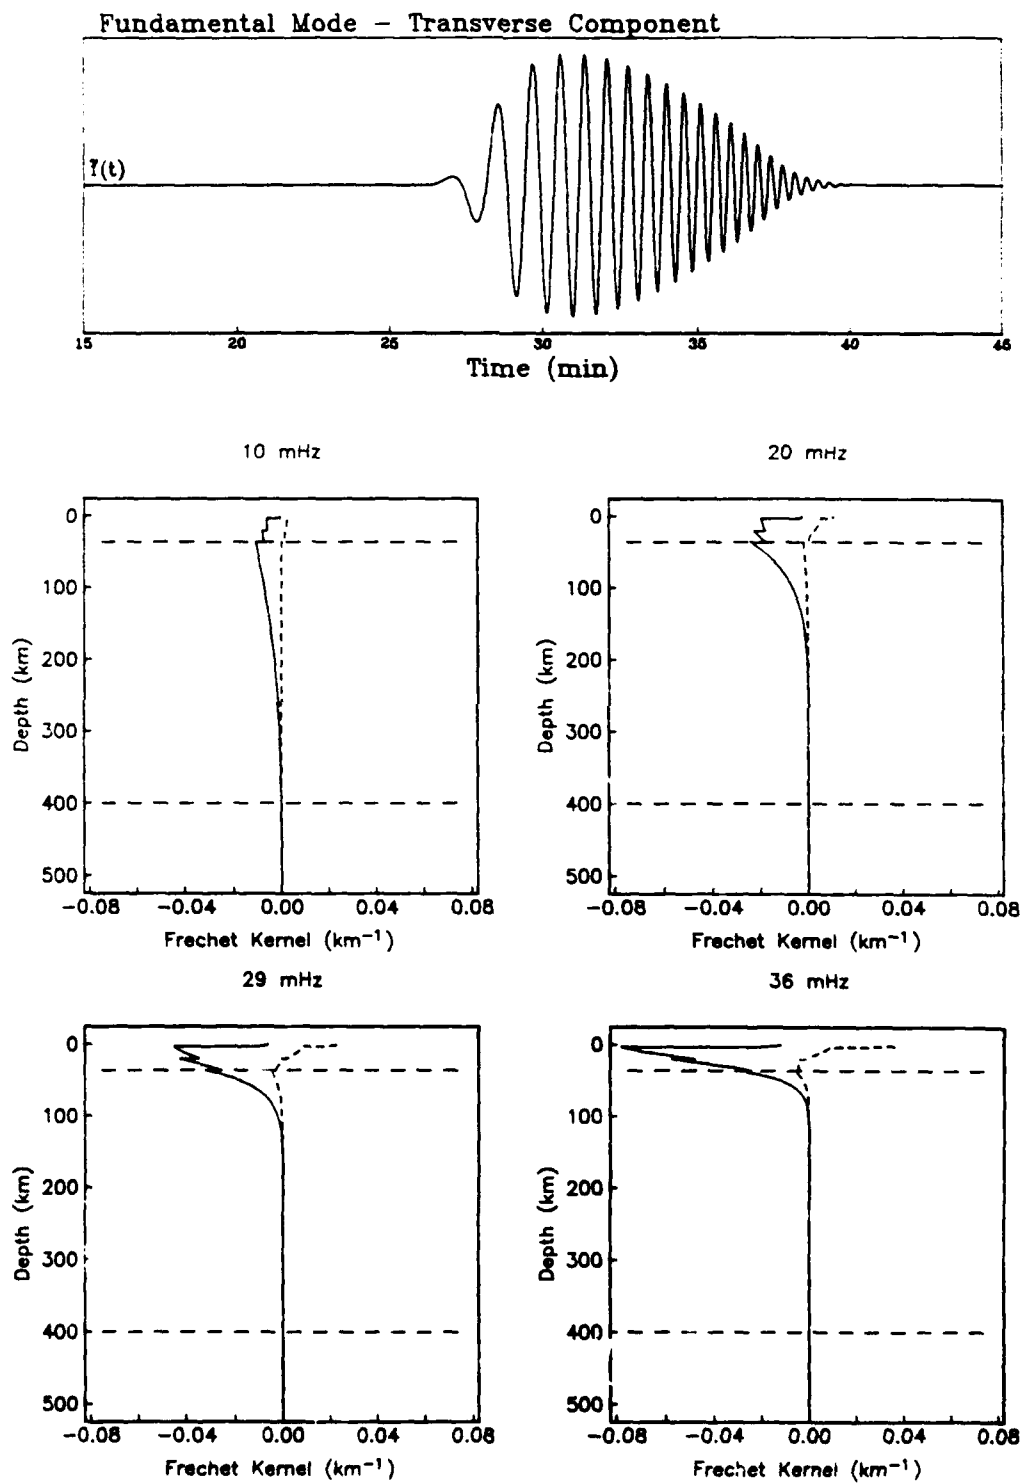 Fundamental Mode - Transverse Component
Ỹ(t)
15 20 25 30 35 40 45
Time (min)
10 mHz
20 mHz
0
100
200
300
400
500
Depth (km)
-0.08 -0.04 0.00 0.04 0.08
Frechet Kernel (km⁻¹)
0
100
200
300
400
500
Depth (km)
-0.08 -0.04 0.00 0.04 0.08
Frechet Kernel (km⁻¹)
29 mHz
36 mHz
0
100
200
300
400
500
Depth (km)
-0.08 -0.04 0.00 0.04 0.08
Frechet Kernel (km⁻¹)
0
100
200
300
400
500
Depth (km)
-0.08 -0.04 0.00 0.04 0.08
Frechet Kernel (km⁻¹)